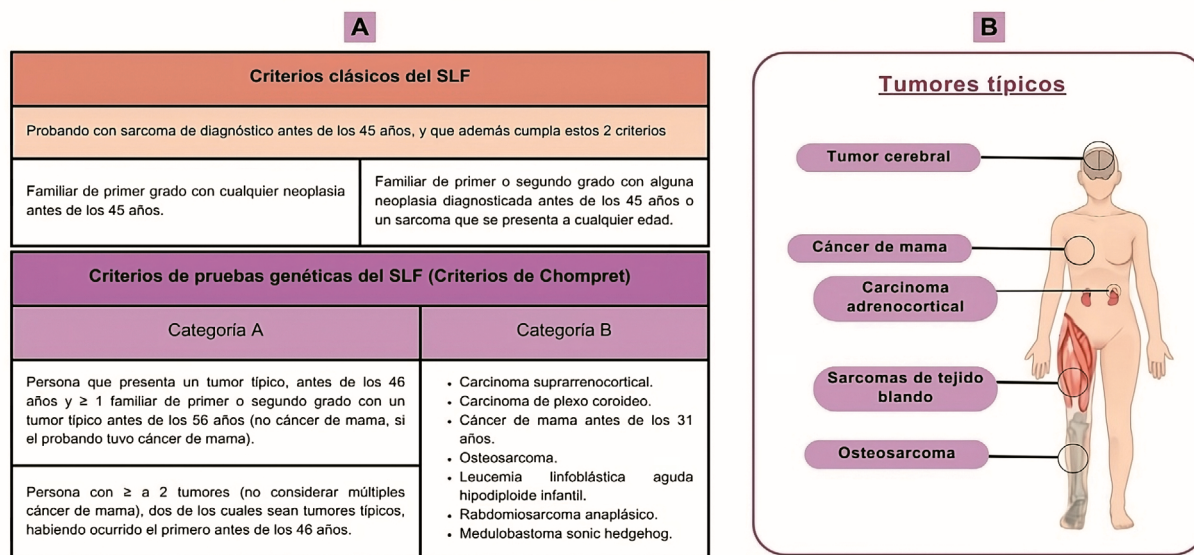 A
Criterios clásicos del SLF
Probando con sarcoma de diagnóstico antes de los 45 años, y que además cumpla estos 2 criterios
Familiar de primer grado con cualquier neoplasia
antes de los 45 años.
Familiar de primer o segundo grado con alguna
neoplasia diagnosticada antes de los 45 años o
un sarcoma que se presenta a cualquier edad.
Criterios de pruebas genéticas del SLF (Criterios de Chompret)
Categoría A
Categoría B
Persona que presenta un tumor típico, antes de los 46
años y ≥ 1 familiar de primer o segundo grado con un
tumor típico antes de los 56 años (no cáncer de mama, si
el probando tuvo cáncer de mama).
Persona con ≥ a 2 tumores (no considerar múltiples
cáncer de mama), dos de los cuales sean tumores típicos,
habiendo ocurrido el primero antes de los 46 años.
• Carcinoma suprarrenocortical.
• Carcinoma de plexo coroideo.
• Cáncer de mama antes de los 31
años.
• Osteosarcoma.
• Leucemia linfoblástica aguda
hipodiploide infantil.
• Rabdomiosarcoma anaplásico.
• Medulobastoma sonic hedgehog.
B
Tumores típicos
Tumor cerebral
Cáncer de mama
Carcinoma
adrenocortical
Sarcomas de tejido
blando
Osteosarcoma